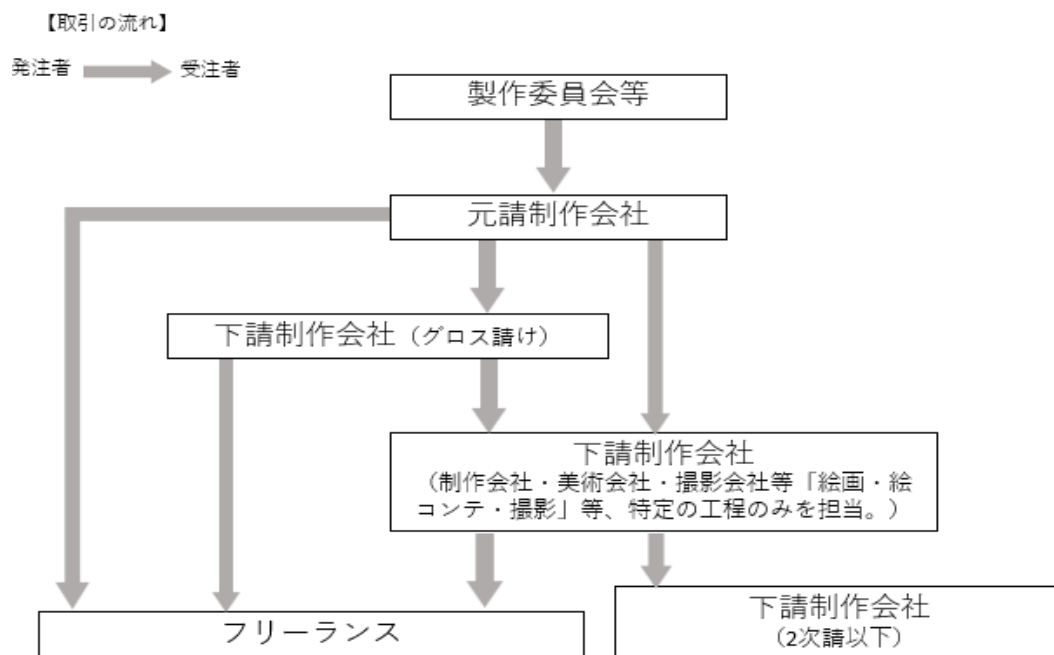 【取引の流れ】
発注者 受注者
製作委員会等
元請制作会社
下請制作会社（グロス請け）
下請制作会社
（制作会社・美術会社・撮影会社等「絵画・絵
コンテ・撮影」等、特定の工程のみを担当。）
フリーランス
下請制作会社
（2次請以下）